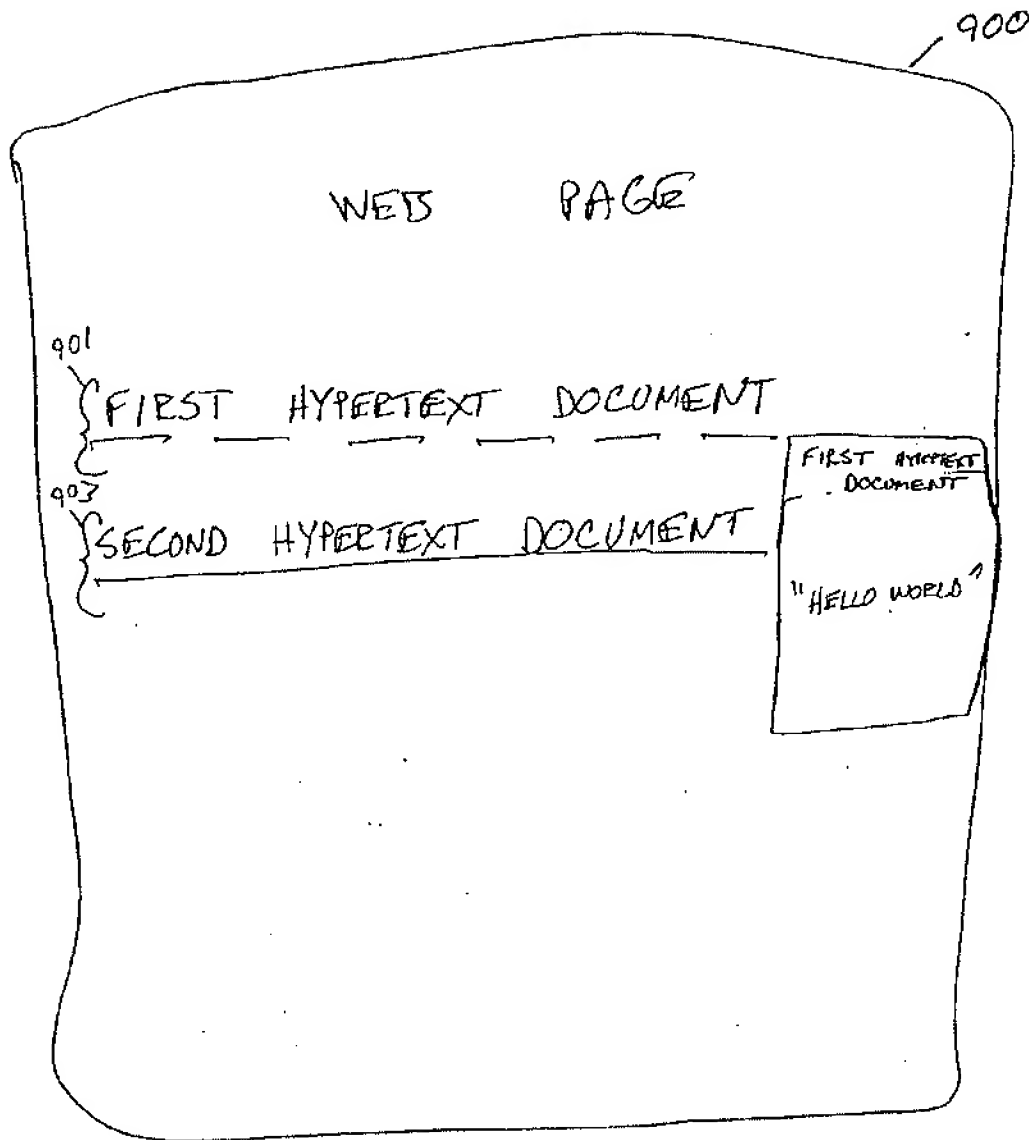 900
WEB PAGE
901
FIRST HYPERTEXT DOCUMENT
FIRST HYPERTEXT
DOCUMENT
903
SECOND HYPERTEXT DOCUMENT
"HELLO WORLD"